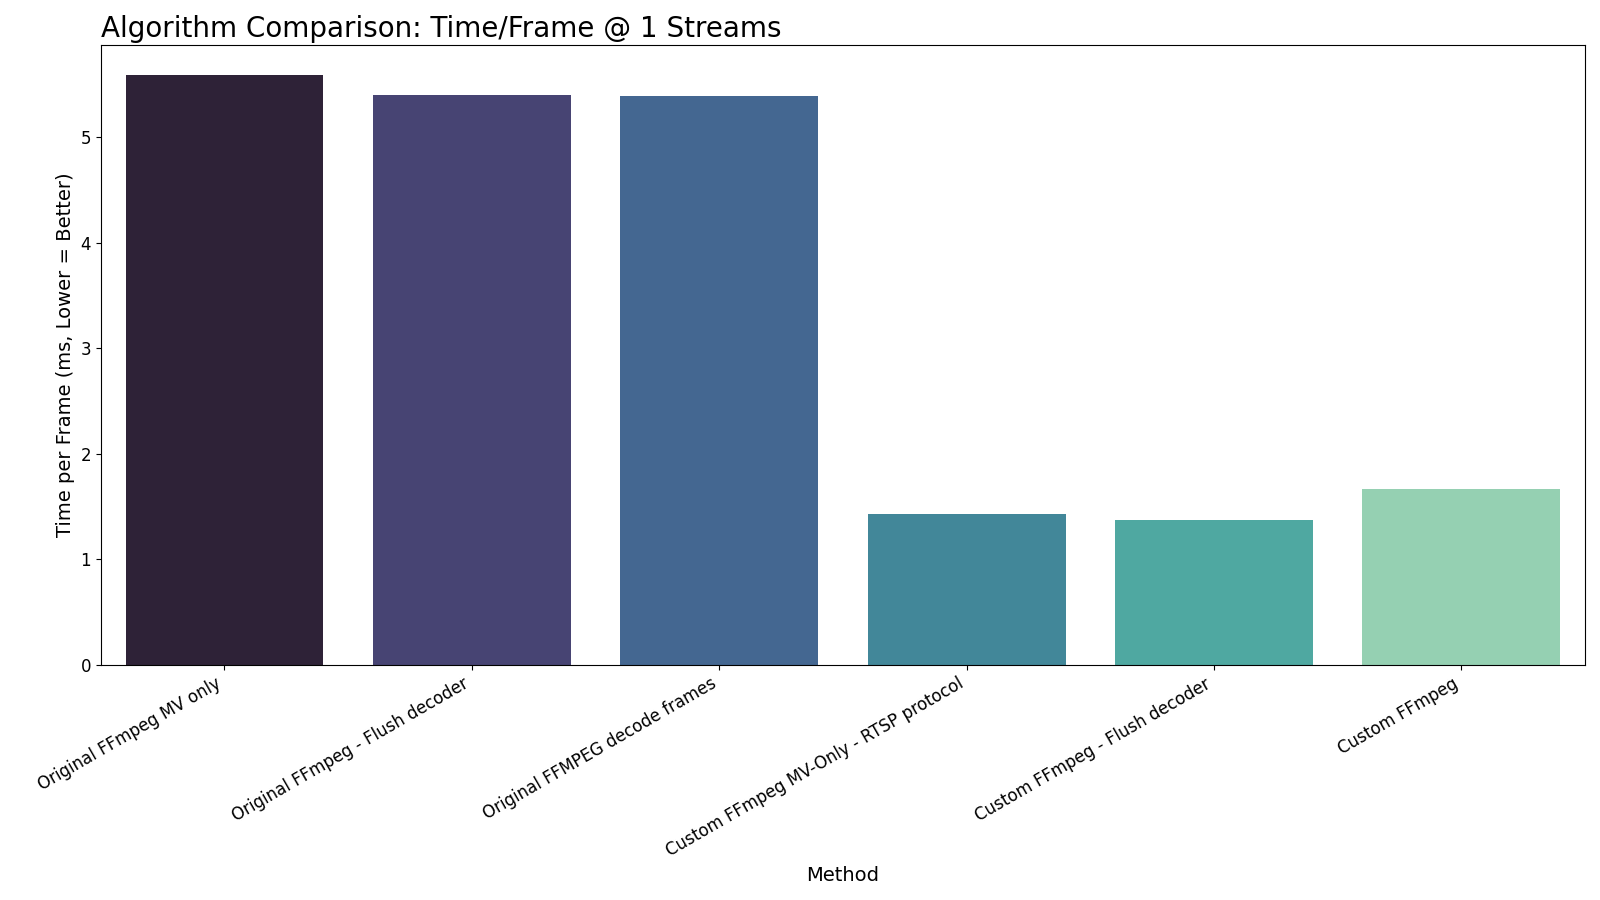 Algorithm Comparison: Time/Frame @ 1 Streams
Time per Frame (ms, Lower = Better)
5
4
3
2
1
0
Original FFmpeg MV only
Original FFmpeg - Flush decoder
Original FFMPEG decode frames
Custom FFmpeg MV-Only - RTSP protocol
Custom FFmpeg - Flush decoder
Custom FFmpeg
Method